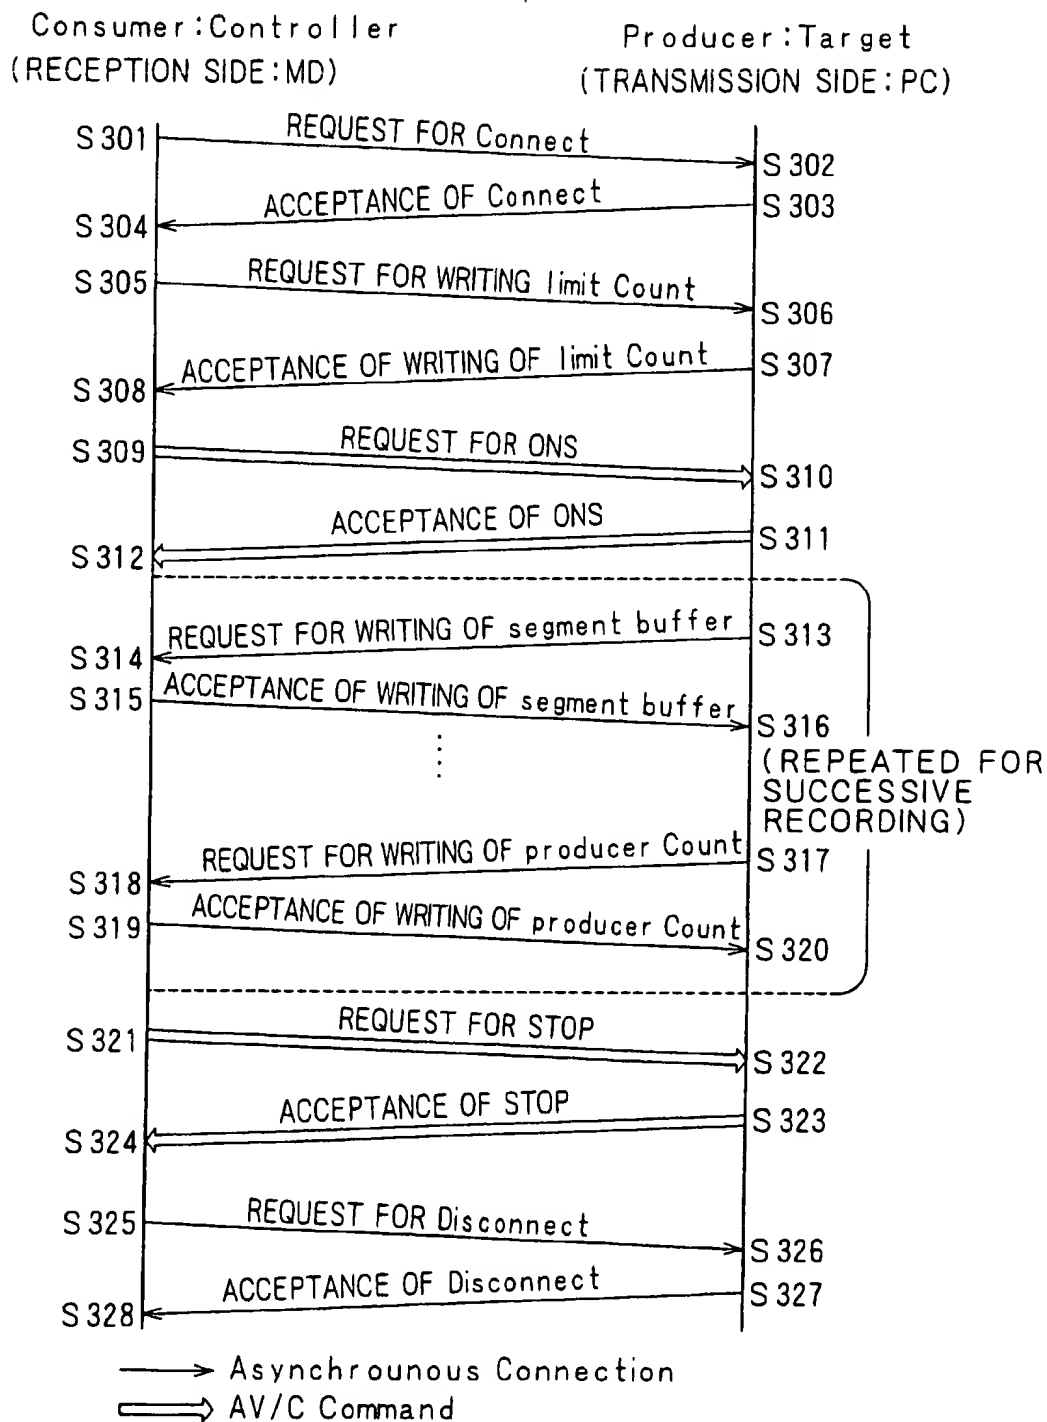 Consumer:Controller
(RECEPTION SIDE:MD)
Producer:Target
(TRANSMISSION SIDE:PC)
S301
REQUEST FOR Connect
S302
ACCEPTANCE OF Connect
S303
S304
S305
REQUEST FOR WRITING limit Count
S306
ACCEPTANCE OF WRITING OF limit Count
S307
S308
S309
REQUEST FOR ONS
S310
ACCEPTANCE OF ONS
S311
S312
REQUEST FOR WRITING OF segment buffer
S313
S314
S315
ACCEPTANCE OF WRITING OF segment buffer
S316
(REPEATED FOR
SUCCESSIVE
RECORDING)
REQUEST FOR WRITING OF producer Count
S317
S318
S319
ACCEPTANCE OF WRITING OF producer Count
S320
S321
REQUEST FOR STOP
S322
ACCEPTANCE OF STOP
S323
S324
S325
REQUEST FOR Disconnect
S326
ACCEPTANCE OF Disconnect
S327
S328
Asynchrounous Connection
AV/C Command